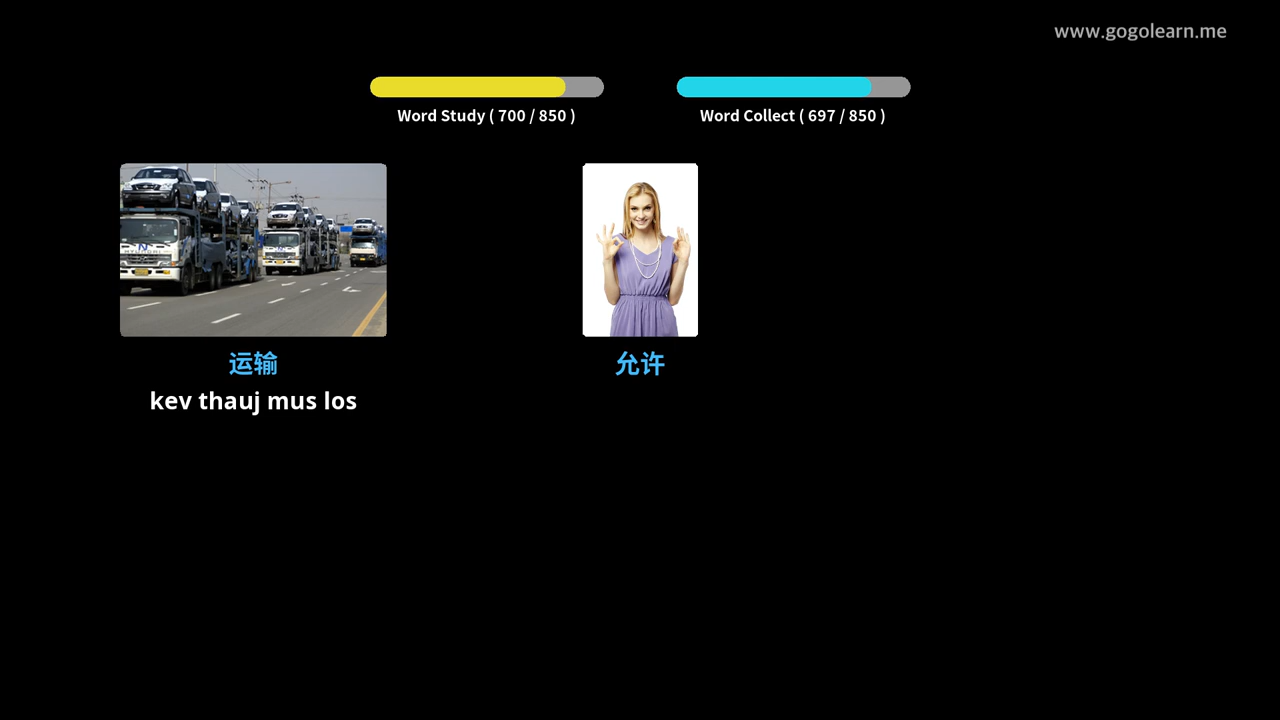 www.gogolearn.me
Word Study ( 700 / 850 )
Word Collect ( 697 / 850 )
运输
允许
kev thauj mus los